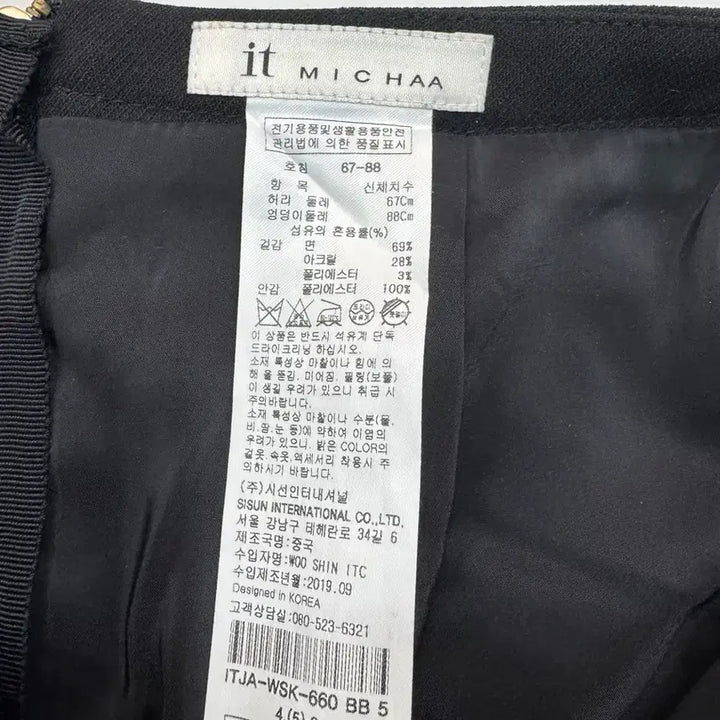 it MICHAA
전기용품및생활용품안전
관리법에 의한 품질표시
호칭 67-88
항 목 신체치수
허리 둘레 67Cm
엉덩이둘레 88Cm
섬유의 혼용률(%)
겉감 면 69%
아크릴 28%
폴리에스터 3%
안감 폴리에스터 100%
이 상품은 반드시 석유계 단독
드라이크리닝 하십시오.
소재 특성상 마찰이나 힘에 의
해 올 뜯김. 미어짐. 필링(보풀)
이 생길 우려가 있으니 취급 시
주의바랍니다.
소재 특성상 마찰이나 수분(물,
비.땀.눈 등)에 약하여 이염의
우려가 있으니, 밝은 COLOR의
겉옷.속옷.액세서리 착용시 주
의하시기 바랍니다.
(주)시선인터내셔널
SISUN INTERNATIONAL CO.,LTD.
서울 강남구 테헤란로 34길 6
제조국명:중국
수입자명:WOO SHIN ITC
수입제조년월:2019.09
Designed in KOREA
고객상담실:080-523-6321
ITJA-WSK-660 BB 5